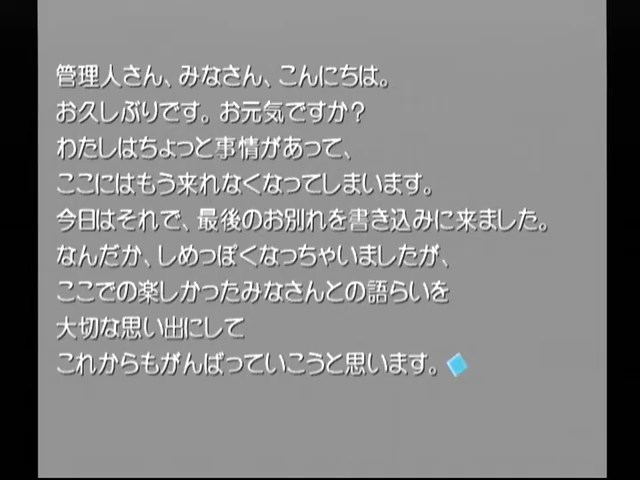 管理人さん、みなさん、こんにちは。
お久しぶりです。お元気ですか？
わたしはちょっと事情があって、
ここにはもう来れなくなってしまいます。
今日はそれで、最後のお別れを書き込みに来ました。
なんだか、しめっぽくなっちゃいましたが、
ここでの楽しかったみなさんとの語らいを
大切な思い出にして
これからもがんばっていこうと思います。